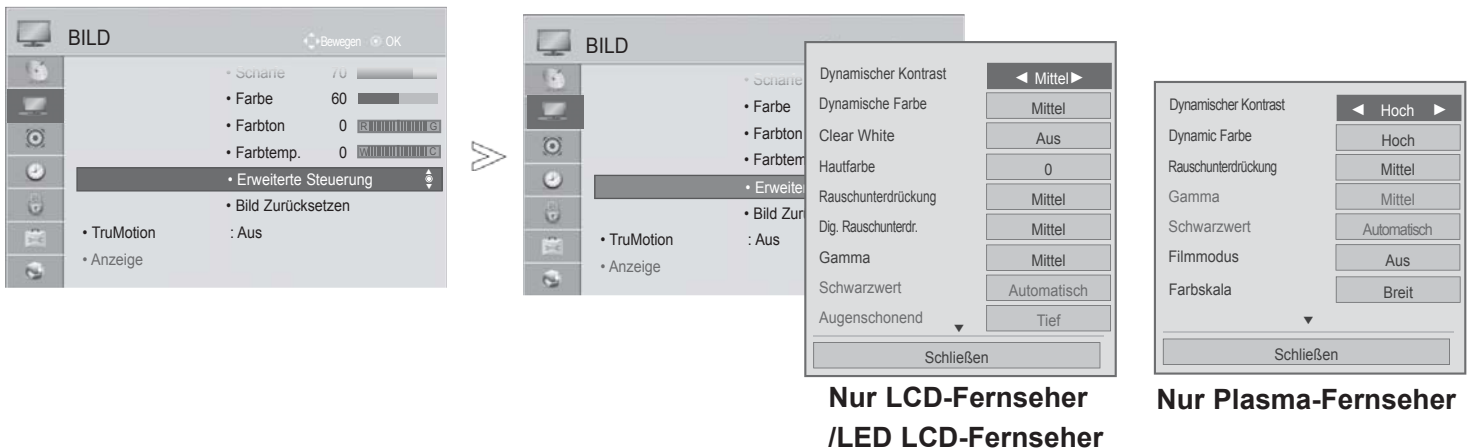 BILD
Bewegen OK
• Schärfe 70
• Farbe 60
• Farbton 0 R G
• Farbtemp. 0 W C
• Erweiterte Steuerung
• Bild Zurücksetzen
• TruMotion : Aus
• Anzeige
BILD
• Schärfe
• Farbe
• Farbton
• Farbtem
• Erweiter
• Bild Zur
• TruMotion : Aus
• Anzeige
Dynamischer Kontrast ◄ Mittel ►
Dynamische Farbe Mittel
Clear White Aus
Hautfarbe 0
Rauschunterdrückung Mittel
Dig. Rauschunterdr. Mittel
Gamma Mittel
Schwarzwert Automatisch
Augenschonend Tief
▼
Schließen
Nur LCD-Fernseher
/LED LCD-Fernseher
Dynamischer Kontrast ◄ Hoch ►
Dynamic Farbe Hoch
Rauschunterdrückung Mittel
Gamma Mittel
Schwarzwert Automatisch
Filmmodus Aus
Farbskala Breit
▼
Schließen
Nur Plasma-Fernseher